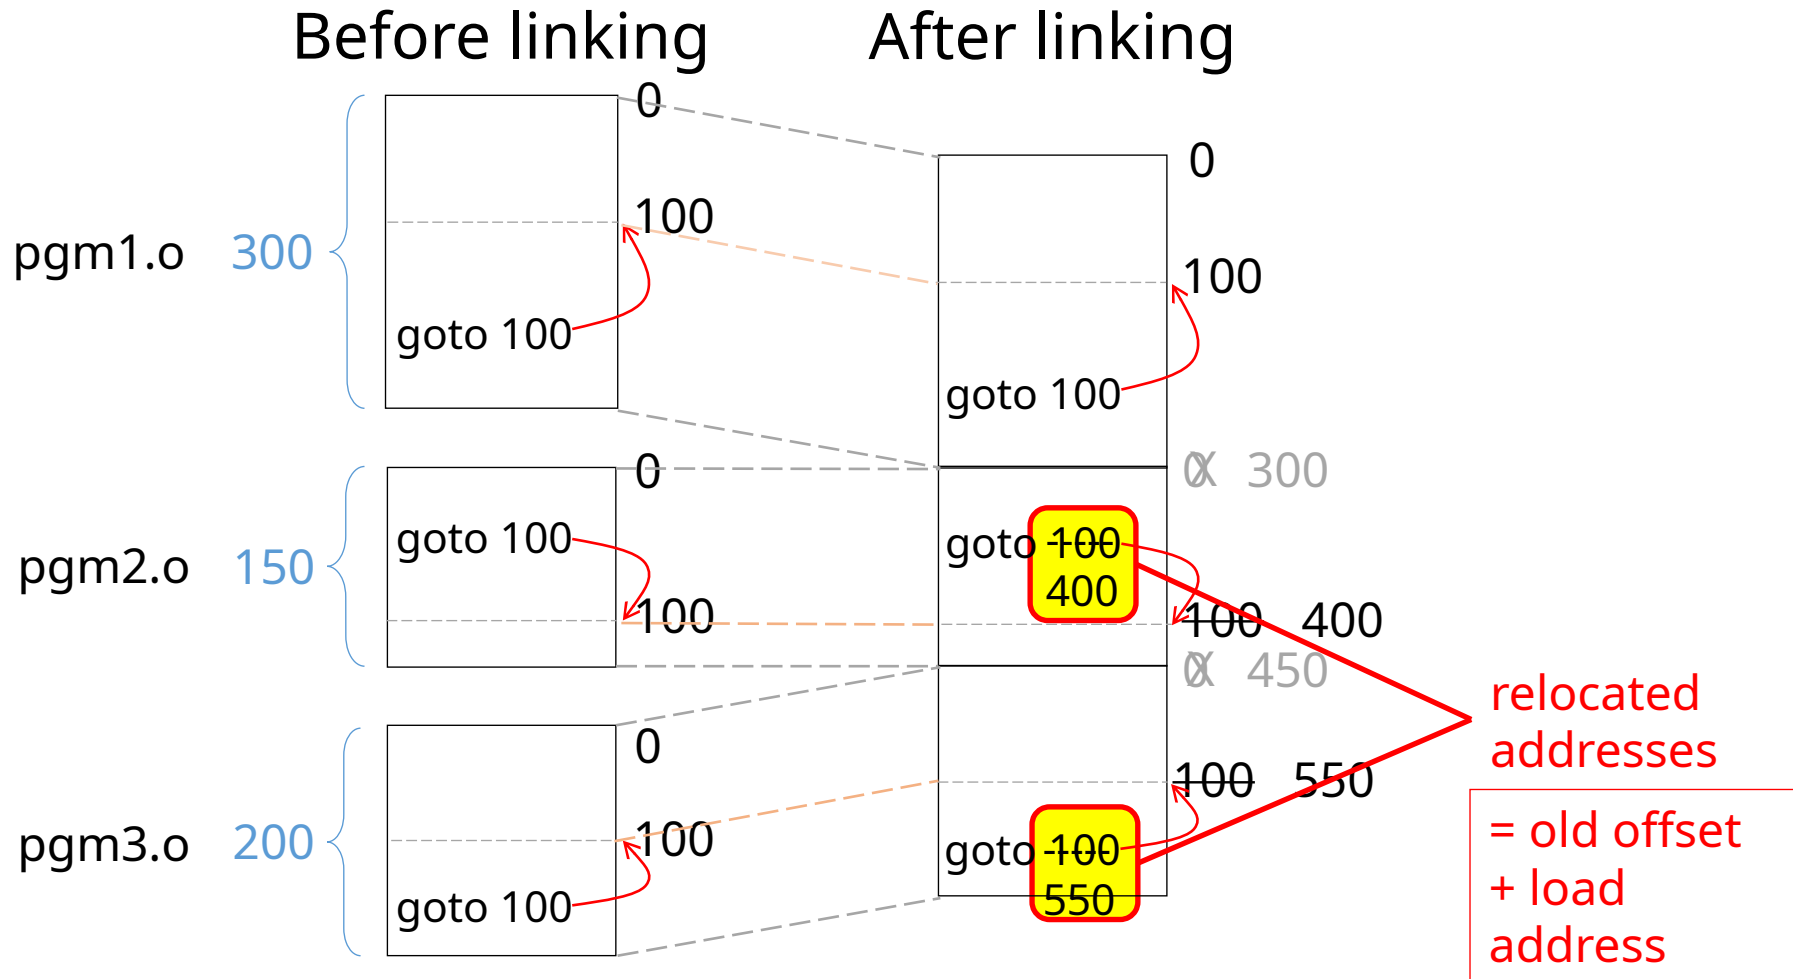 Before linking
After linking
pgm1.o
300
0
100
goto 100
pgm2.o
150
0
goto 100
100
pgm3.o
200
0
100
goto 100
0
100
goto 100
0 X 300
goto 100
400
100 400
0 X 450
100 550
goto 100
550
relocated
addresses
= old offset
+ load
address